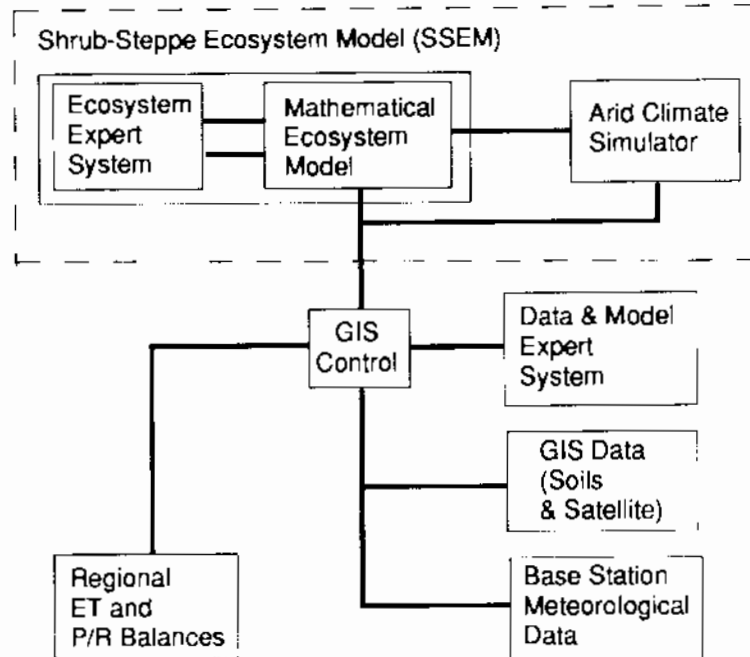 Shrub-Steppe Ecosystem Model (SSEM)
Ecosystem
Expert
System
Mathematical
Ecosystem
Model
Arid Climate
Simulator
GIS
Control
Data & Model
Expert
System
GIS Data
(Soils
& Satellite)
Regional
ET and
P/R Balances
Base Station
Meteorological
Data